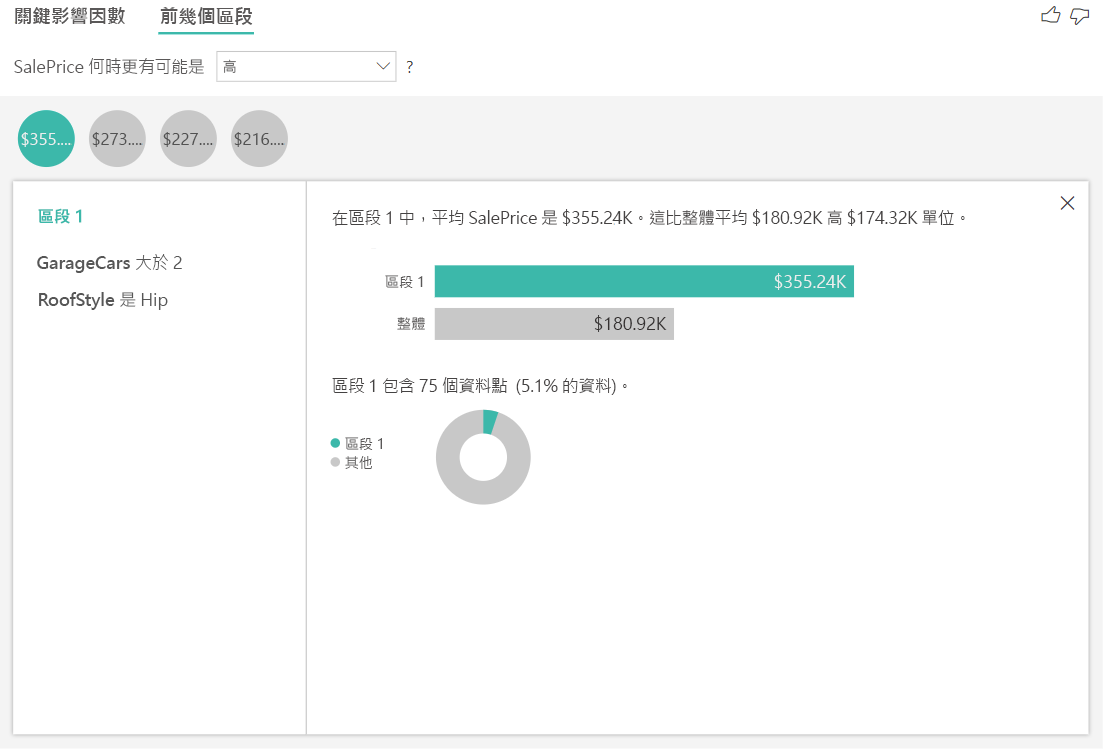 關鍵影響因數 前幾個區段
SalePrice 何時更有可能是 高 ?
$355.... $273.... $227.... $216....
區段 1
GarageCars 大於 2
RoofStyle 是 Hip
在區段 1 中，平均 SalePrice 是 $355.24K。這比整體平均 $180.92K 高 $174.32K 單位。
區段 1 $355.24K
整體 $180.92K
區段 1 包含 75 個資料點 (5.1% 的資料)。
區段 1
其他